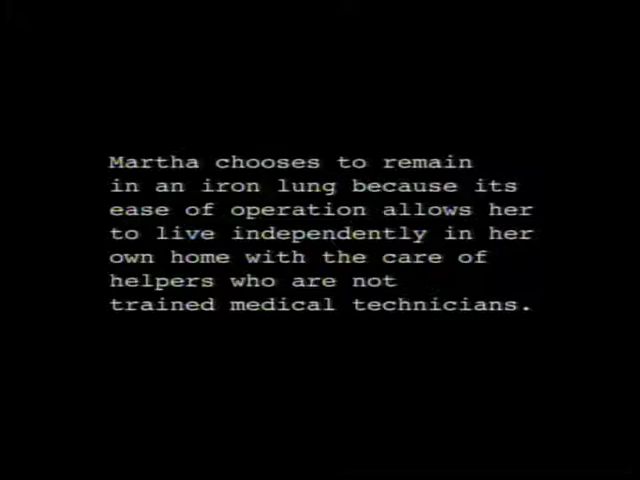 Martha chooses to remain
in an iron lung because its
ease of operation allows her
to live independently in her
own home with the care of
helpers who are not
trained medical technicians.